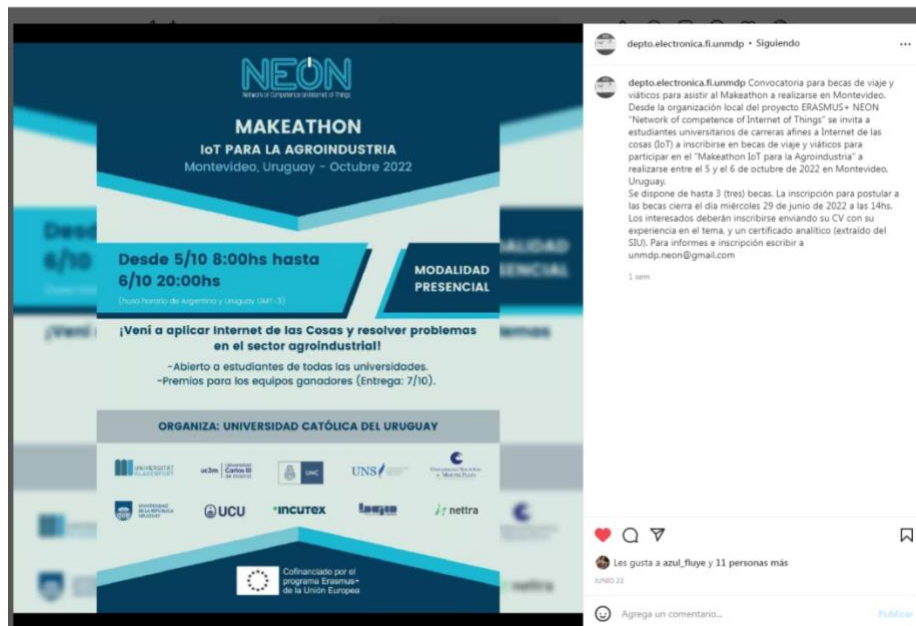 NEON
Network of Competence on Internet of Things
MAKEATHON
IoT PARA LA AGROINDUSTRIA
Montevideo, Uruguay - Octubre 2022
Desde 5/10 8:00hs hasta
6/10 20:00hs
(huso horario de Argentina y Uruguay GMT-3)
MODALIDAD
PRESENCIAL
¡Vení a aplicar Internet de las Cosas y resolver problemas
en el sector agroindustrial!
-Abierto a estudiantes de todas las universidades.
-Premios para los equipos ganadores (Entrega: 7/10).
ORGANIZA: UNIVERSIDAD CATÓLICA DEL URUGUAY
UNIVERSITÄT
KLAGENFURT
uc3m
Universidad
Carlos III
de Madrid
UNC
UNS
UNIVERSIDAD NACIONAL
DE MAR DEL PLATA
UNIVERSIDAD
DE LA REPÚBLICA
URUGUAY
UCU
incutex
nettra
Cofinanciado por el
programa Erasmus+
de la Unión Europea
depto.electronica.fi.unmdp • Siguiendo
depto.electronica.fi.unmdp Convocatoria para becas de viaje y
viáticos para asistir al Makeathon a realizarse en Montevideo.
Desde la organización local del proyecto ERASMUS+ NEON
"Network of competence of Internet of Things" se invita a
estudiantes universitarios de carreras afines a Internet de las
cosas (IoT) a inscribirse en becas de viaje y viáticos para
participar en el "Makeathon IoT para la Agroindustria" a
realizarse entre el 5 y el 6 de octubre de 2022 en Montevideo.
Uruguay.
Se dispone de hasta 3 (tres) becas. La inscripción para postular a
las becas cierra el día miércoles 29 de junio de 2022 a las 14hs.
Los interesados deberán inscribirse enviando su CV con su
experiencia en el tema, y un certificado analítico (extraído del
SIU). Para informes e inscripción escribir a
unmdp.neon@gmail.com
1 sem
Les gusta a azul_fluye y 11 personas más
JUNIO 22
Agrega un comentario...
Publicar